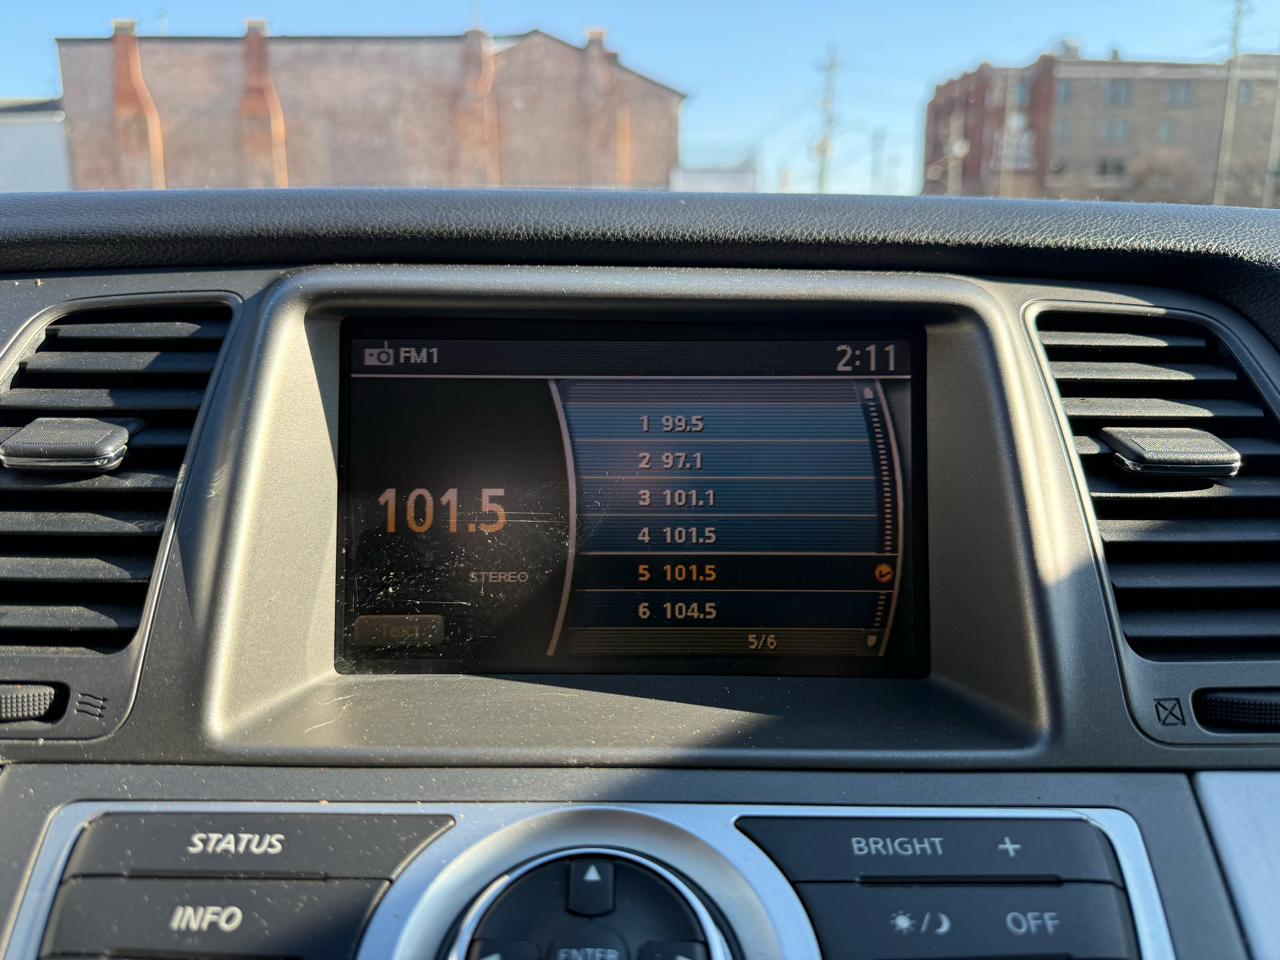 FM1
2:11
1 99.5
2 97.1
3 101.1
4 101.5
5 101.5
6 104.5
5/6
101.5
STEREO
Text
STATUS
INFO
ENTER
BRIGHT +
OFF